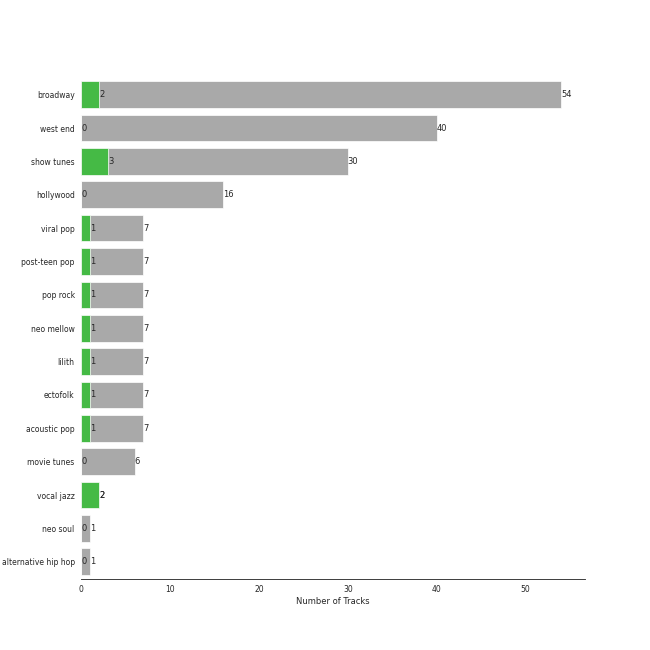 broadway 2 54
west end 0 40
show tunes 3 30
hollywood 0 16
viral pop 1 7
post-teen pop 1 7
pop rock 1 7
neo mellow 1 7
lilith 1 7
ectofolk 1 7
acoustic pop 1 7
movie tunes 0 6
vocal jazz 2
neo soul 0 1
alternative hip hop 0 1
0 10 20 30 40 50
Number of Tracks